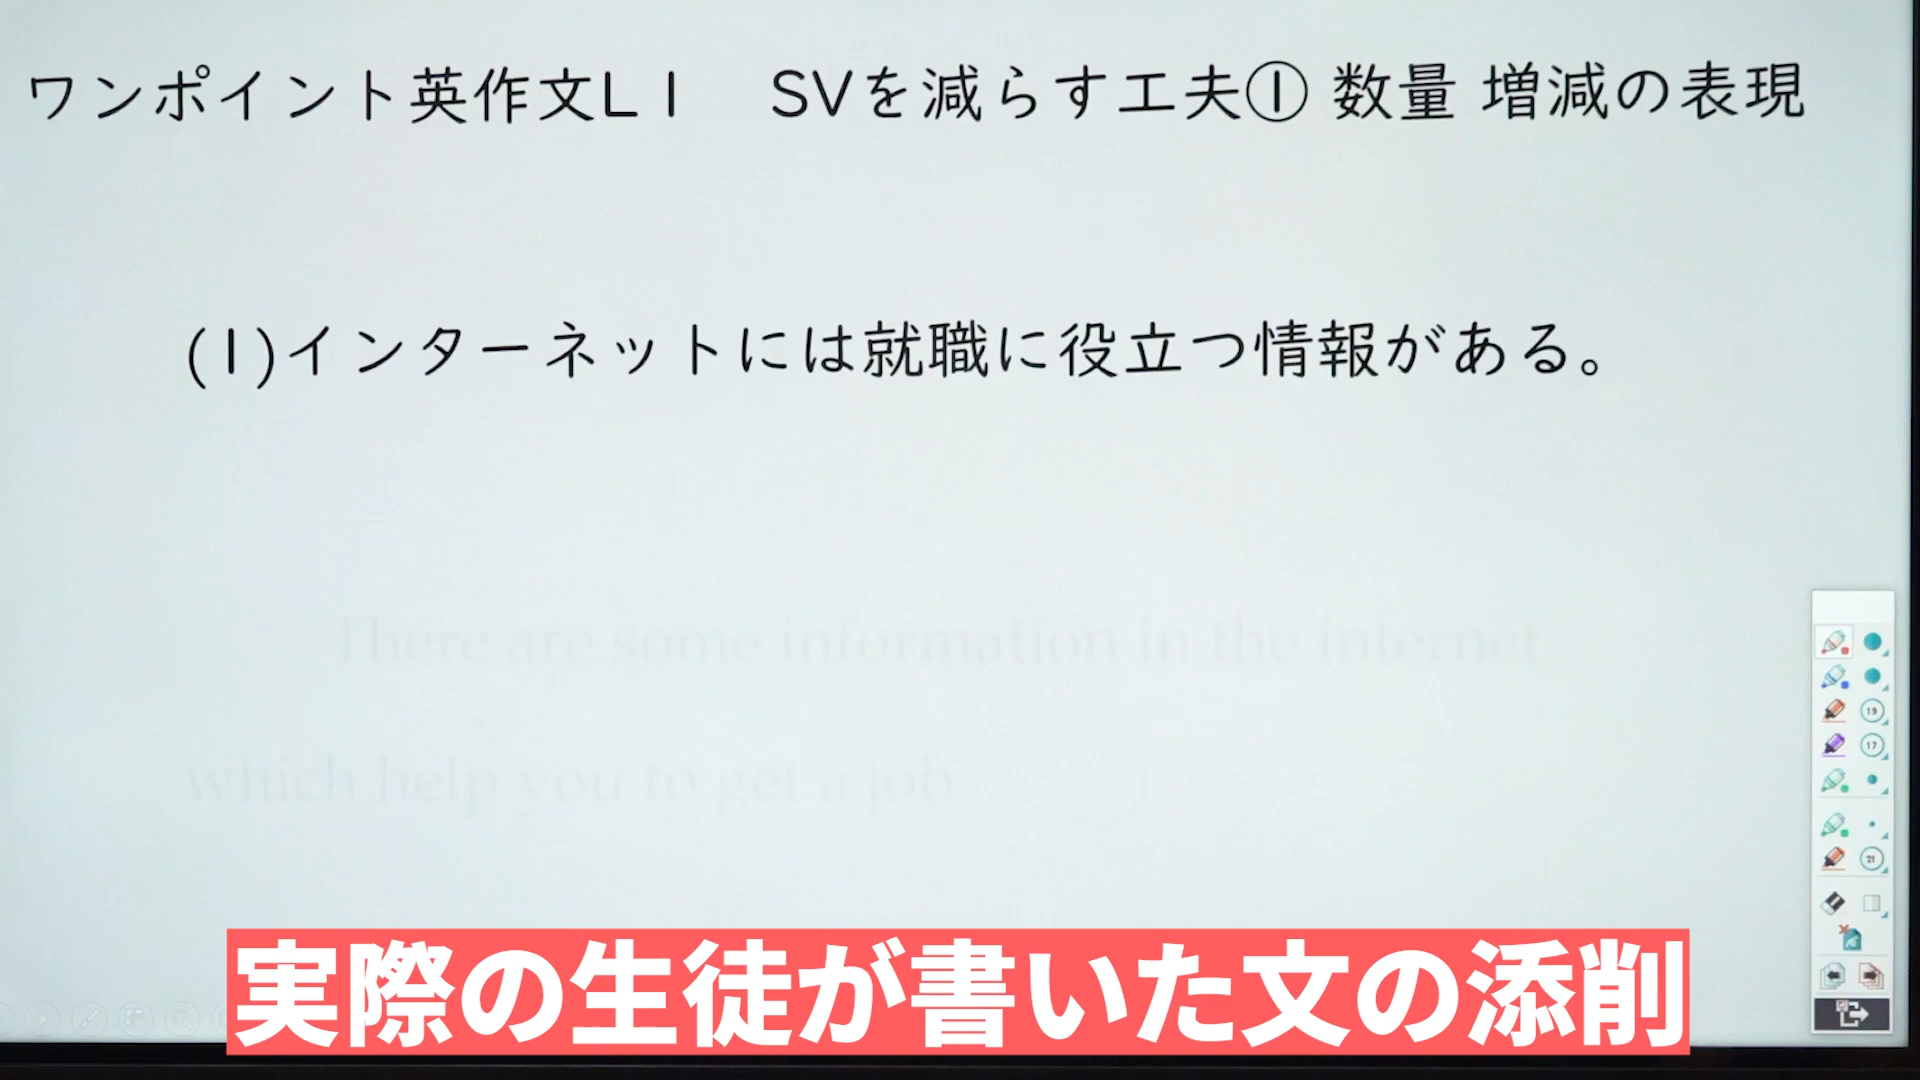 ワンポイント英作文L1　SVを減らす工夫① 数量 増減の表現
(1)インターネットには就職に役立つ情報がある。
There are some information in the internet
which help you to get a job.
19
17
21
実際の生徒が書いた文の添削